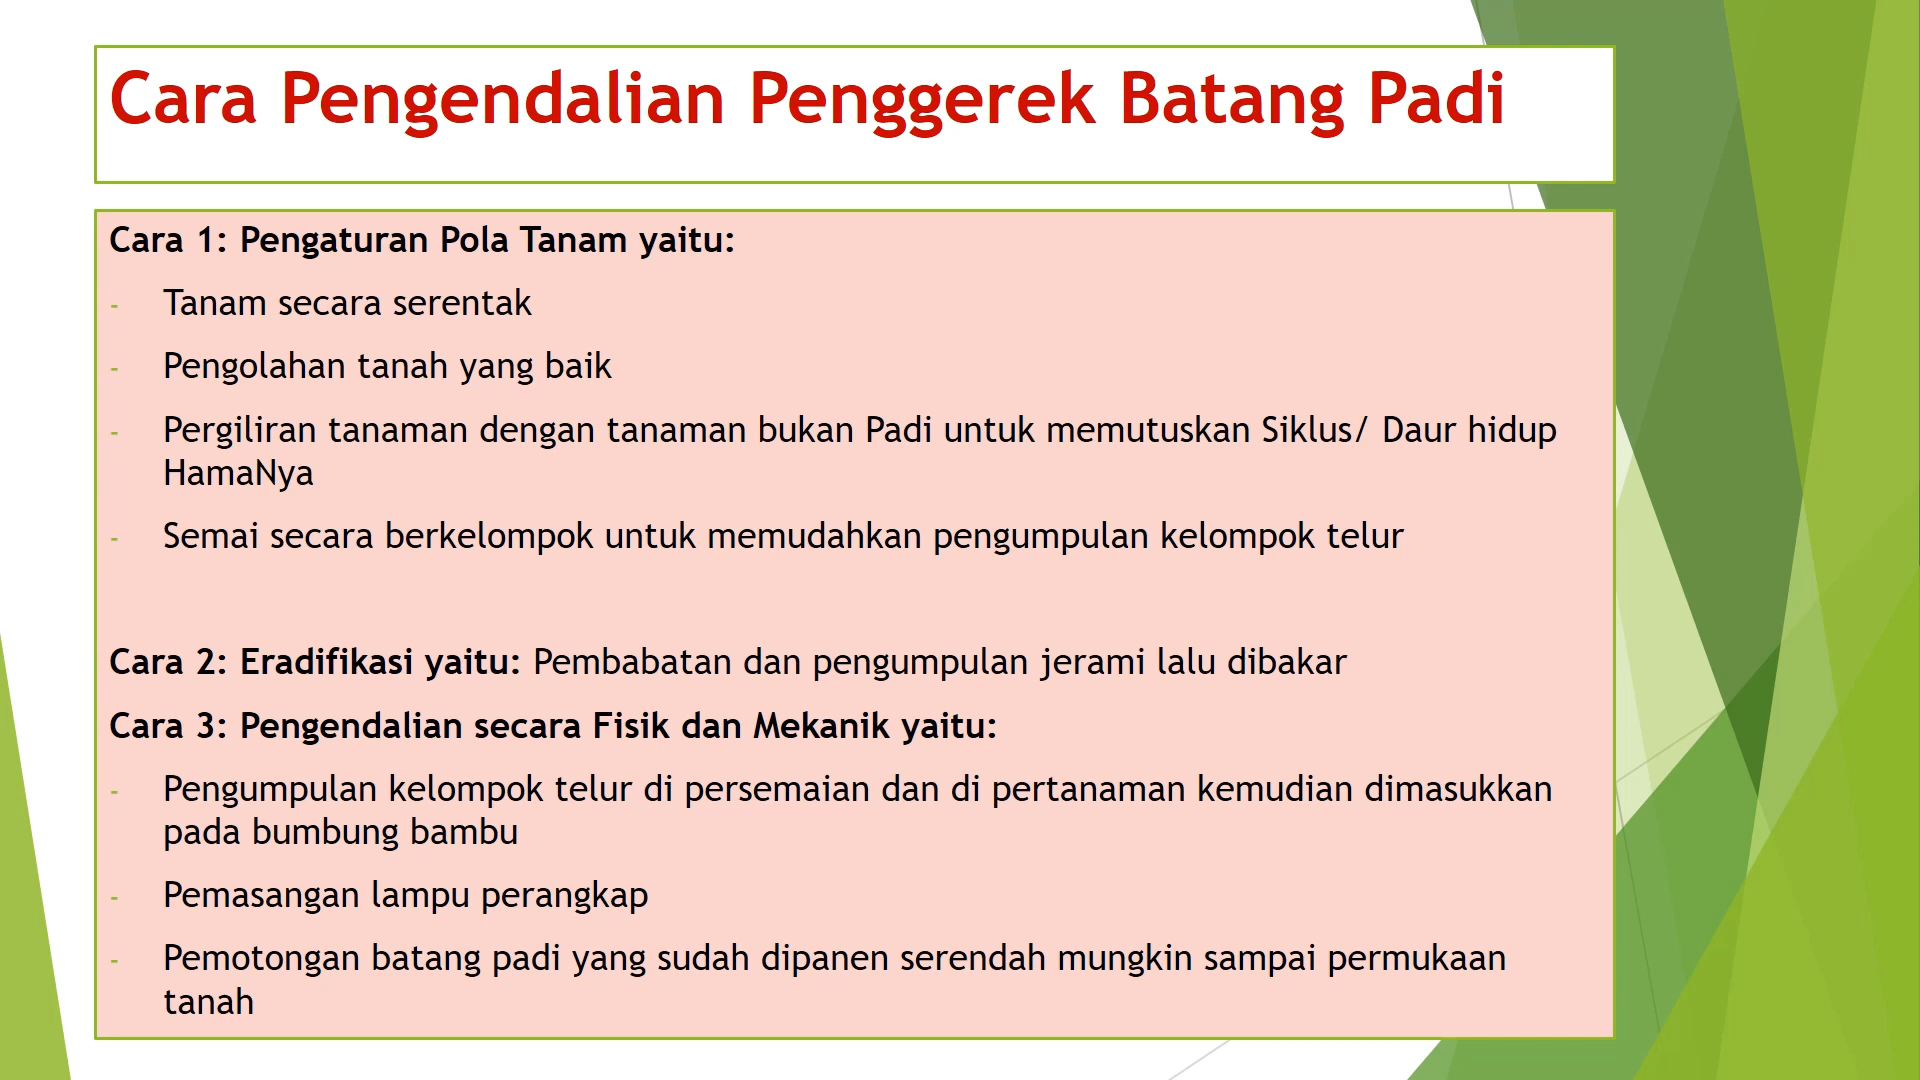 Cara Pengendalian Penggerek Batang Padi
Cara 1: Pengaturan Pola Tanam yaitu:
- Tanam secara serentak
- Pengolahan tanah yang baik
- Pergiliran tanaman dengan tanaman bukan Padi untuk memutuskan Siklus/ Daur hidup
HamaNya
- Semai secara berkelompok untuk memudahkan pengumpulan kelompok telur
Cara 2: Eradifikasi yaitu: Pembabatan dan pengumpulan jerami lalu dibakar
Cara 3: Pengendalian secara Fisik dan Mekanik yaitu:
- Pengumpulan kelompok telur di persemaian dan di pertanaman kemudian dimasukkan
pada bumbung bambu
- Pemasangan lampu perangkap
- Pemotongan batang padi yang sudah dipanen serendah mungkin sampai permukaan
tanah